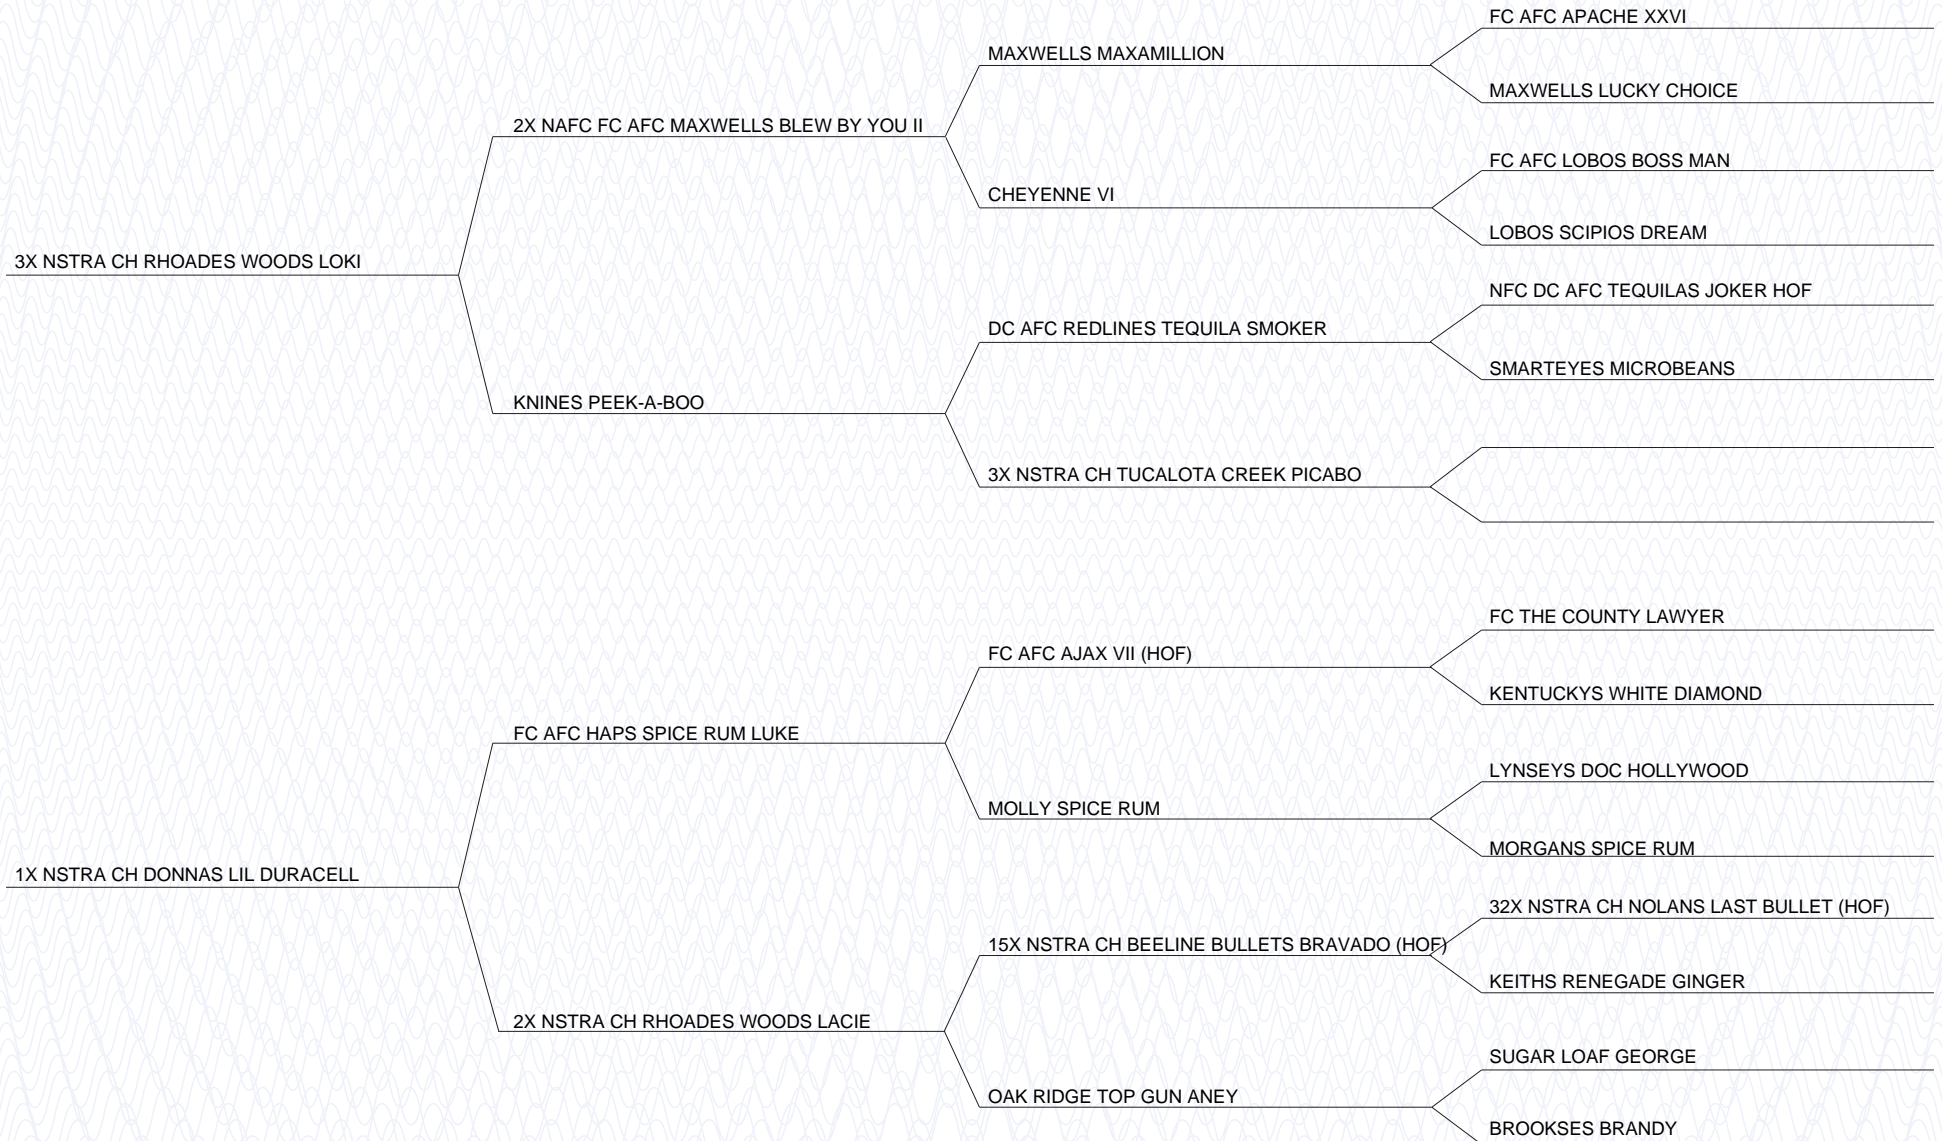 FC AFC APACHE XXVI
MAXWELLS MAXAMILLION
MAXWELLS LUCKY CHOICE
2X NAFC FC AFC MAXWELLS BLEW BY YOU II
FC AFC LOBOS BOSS MAN
CHEYENNE VI
LOBOS SCIPIOS DREAM
3X NSTRA CH RHOADES WOODS LOKI
NFC DC AFC TEQUILAS JOKER HOF
DC AFC REDLINES TEQUILA SMOKER
SMARTEYES MICROBEANS
KNINES PEEK-A-BOO
3X NSTRA CH TUCALOTA CREEK PICABO
FC THE COUNTY LAWYER
FC AFC AJAX VII (HOF)
KENTUCKYS WHITE DIAMOND
FC AFC HAPS SPICE RUM LUKE
LYNSEYS DOC HOLLYWOOD
MOLLY SPICE RUM
MORGANS SPICE RUM
1X NSTRA CH DONNAS LIL DURACELL
32X NSTRA CH NOLANS LAST BULLET (HOF)
15X NSTRA CH BEELINE BULLETS BRAVADO (HOF)
KEITHS RENEGADE GINGER
2X NSTRA CH RHOADES WOODS LACIE
SUGAR LOAF GEORGE
OAK RIDGE TOP GUN ANEY
BROOKSES BRANDY